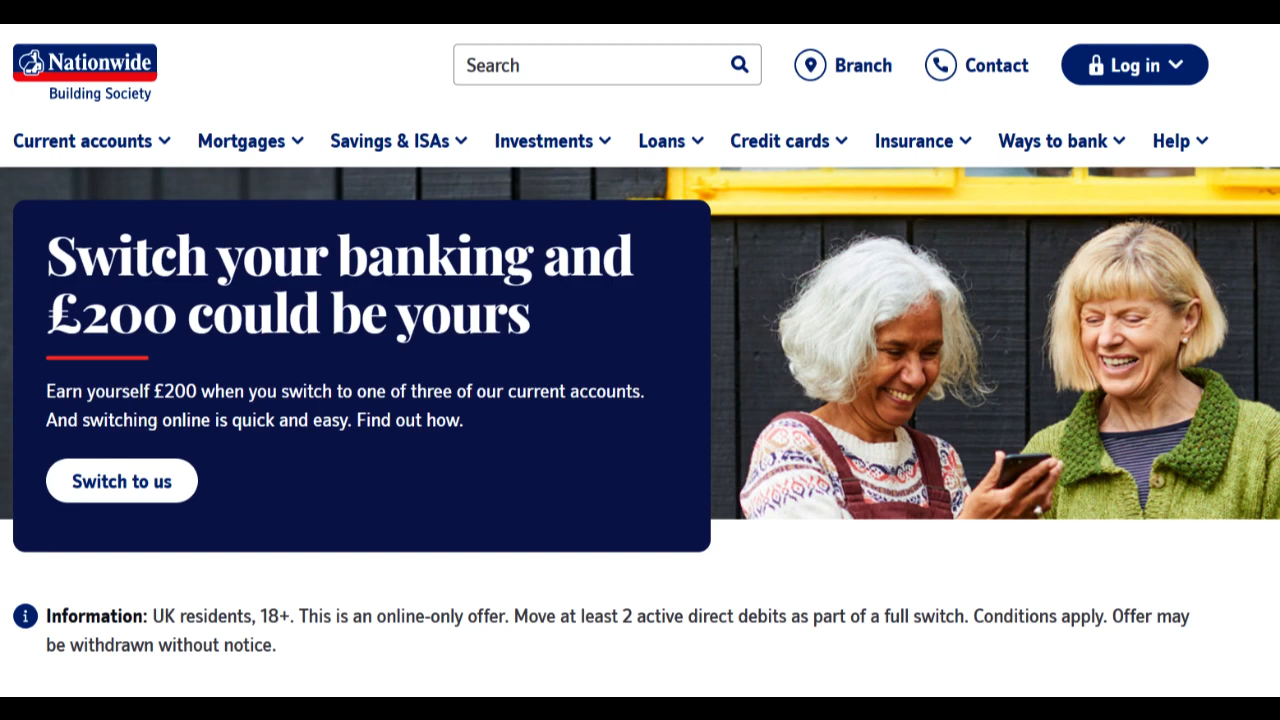 Nationwide
Building Society
Search
Branch
Contact
Log in
Current accounts
Mortgages
Savings & ISAs
Investments
Loans
Credit cards
Insurance
Ways to bank
Help
Switch your banking and
£200 could be yours
Earn yourself £200 when you switch to one of three of our current accounts.
And switching online is quick and easy. Find out how.
Switch to us
Information: UK residents, 18+. This is an online-only offer. Move at least 2 active direct debits as part of a full switch. Conditions apply. Offer may
be withdrawn without notice.